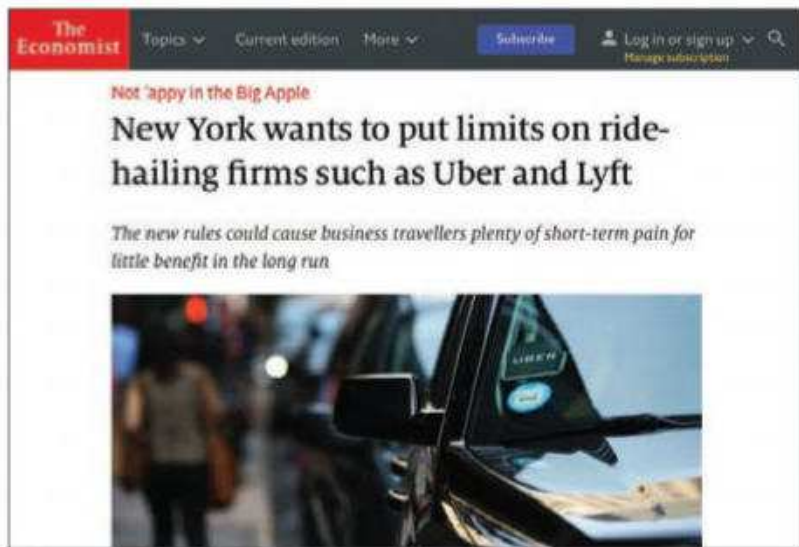 The
Economist
Topics
Current edition
More
Subscribe
Log in or sign up
Manage subscription
Not 'appy in the Big Apple
New York wants to put limits on ride-
hailing firms such as Uber and Lyft
The new rules could cause business travellers plenty of short-term pain for
little benefit in the long run
UBER